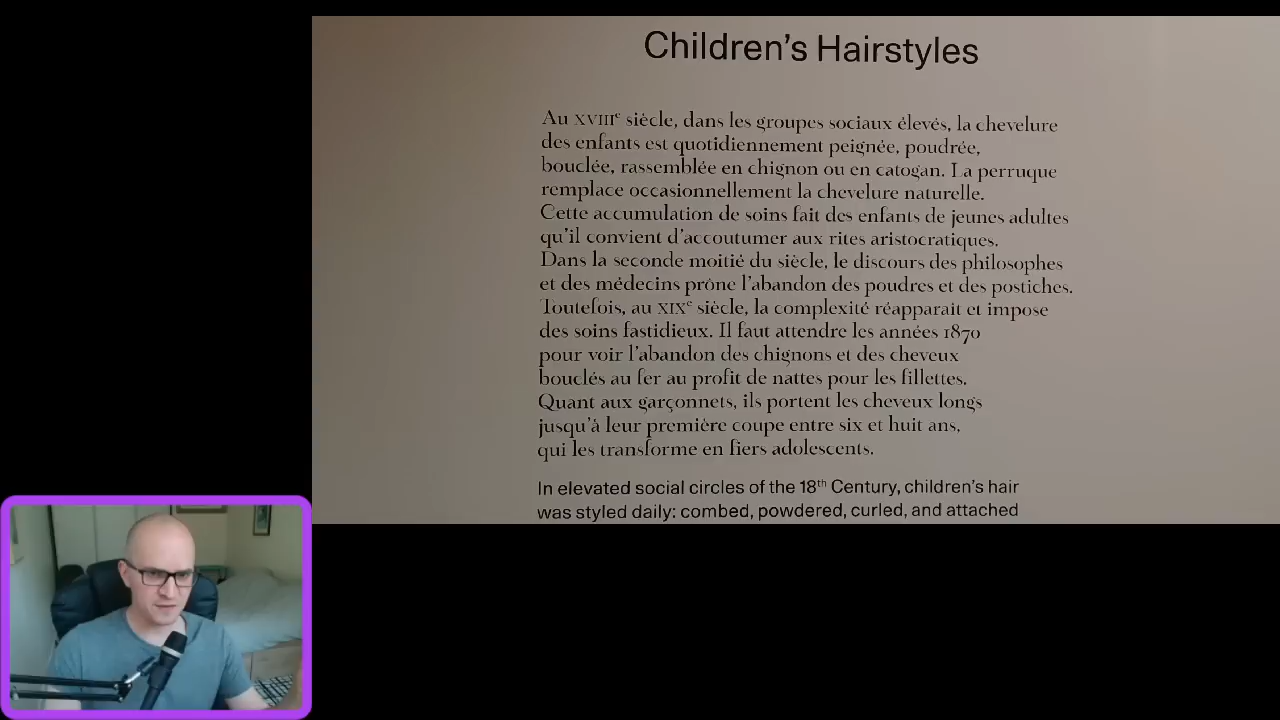 Children's Hairstyles
Au XVIIIe siècle, dans les groupes sociaux élevés, la chevelure
des enfants est quotidiennement peignée, poudrée,
bouclée, rassemblée en chignon ou en catogan. La perruque
remplace occasionnellement la chevelure naturelle.
Cette accumulation de soins fait des enfants de jeunes adultes
qu'il convient d'accoutumer aux rites aristocratiques.
Dans la seconde moitié du siècle, le discours des philosophes
et des médecins prône l'abandon des poudres et des postiches.
Toutefois, au XIXe siècle, la complexité réapparait et impose
des soins fastidieux. Il faut attendre les années 1870
pour voir l'abandon des chignons et des cheveux
bouclés au fer au profit de nattes pour les fillettes.
Quant aux garçonnets, ils portent les cheveux longs
jusqu'à leur première coupe entre six et huit ans,
qui les transforme en fiers adolescents.
In elevated social circles of the 18th Century, children's hair
was styled daily: combed, powdered, curled, and attached